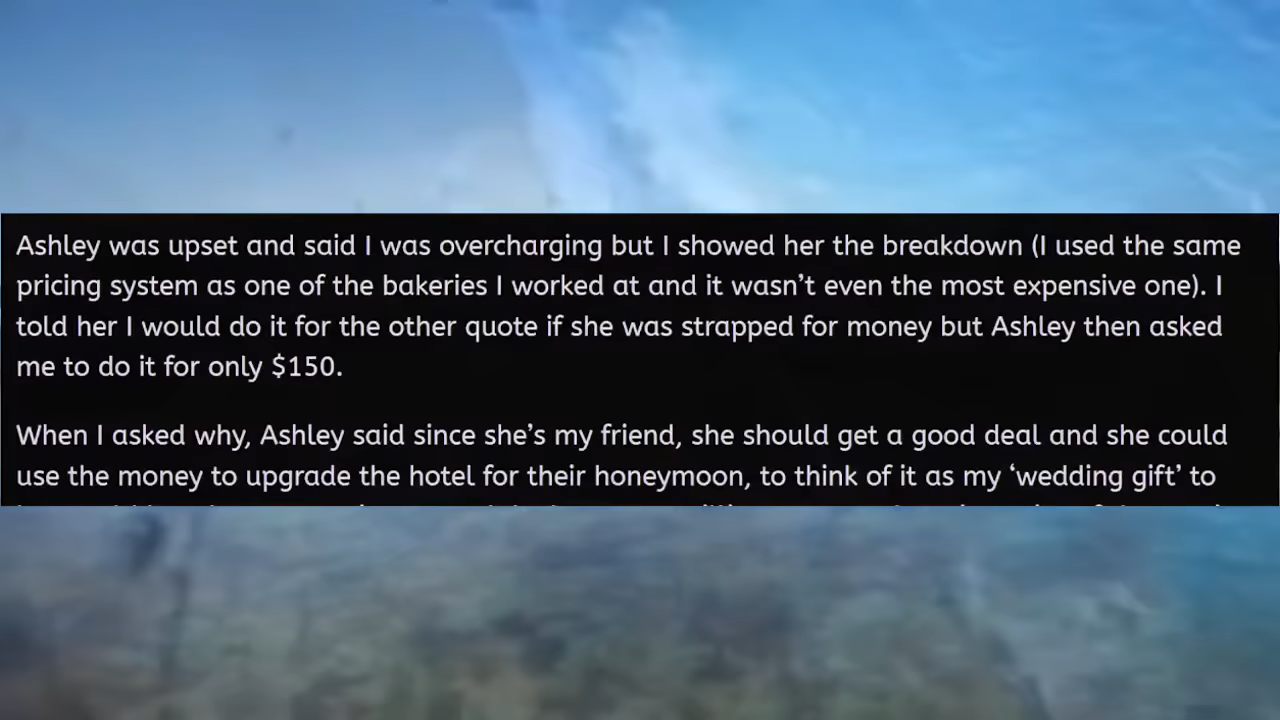 Ashley was upset and said I was overcharging but I showed her the breakdown (I used the same
pricing system as one of the bakeries I worked at and it wasn’t even the most expensive one). I
told her I would do it for the other quote if she was strapped for money but Ashley then asked
me to do it for only $150.
When I asked why, Ashley said since she’s my friend, she should get a good deal and she could
use the money to upgrade the hotel for their honeymoon, to think of it as my ‘wedding gift’ to